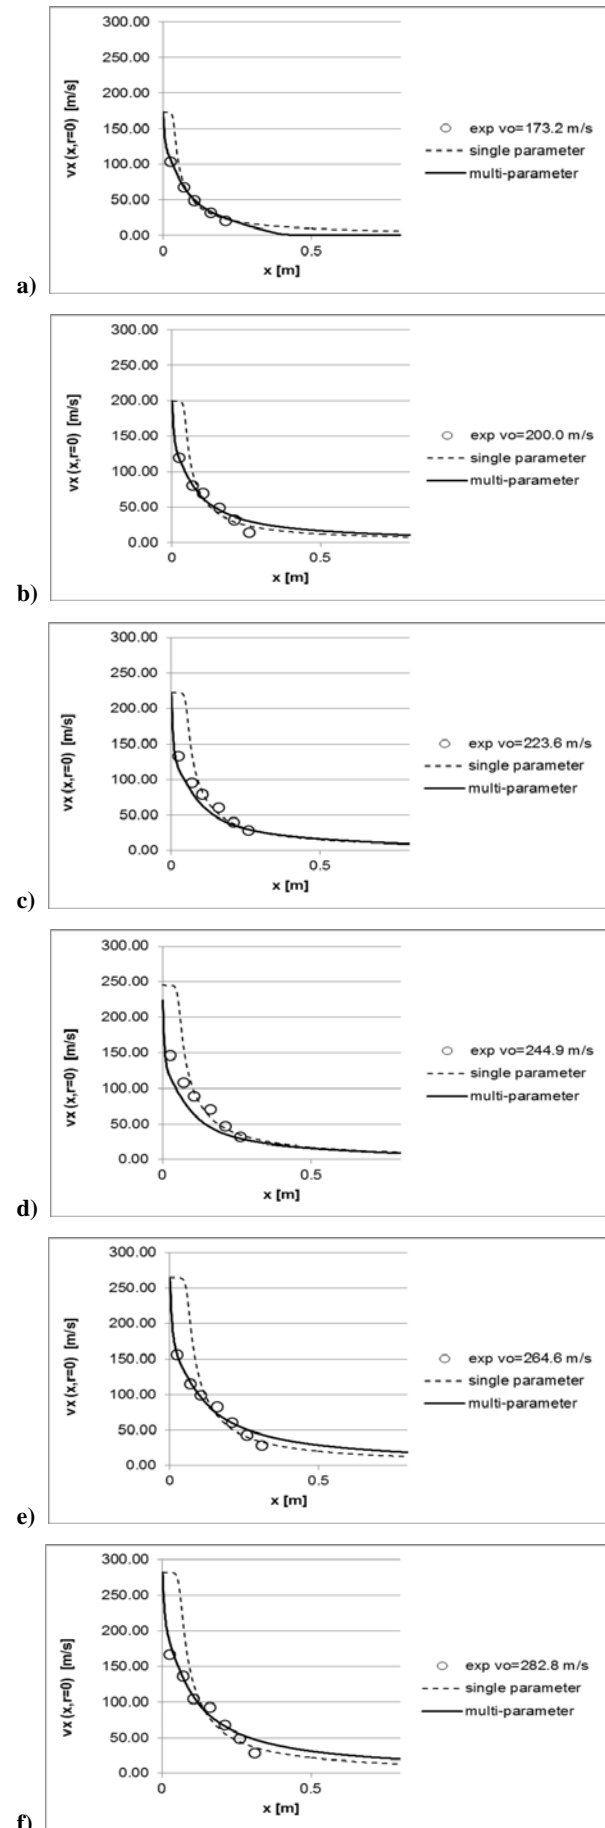 300.00
250.00
200.00
150.00
100.00
50.00
0.00
vx (x,r=0) [m/s]
0 0.5
x [m]
exp vo=173.2 m/s
single parameter
multi-parameter
a)
300.00
250.00
200.00
150.00
100.00
50.00
0.00
vx (x,r=0) [m/s]
0 0.5
x [m]
exp vo=200.0 m/s
single parameter
multi-parameter
b)
300.00
250.00
200.00
150.00
100.00
50.00
0.00
vx (x,r=0) [m/s]
0 0.5
x [m]
exp vo=223.6 m/s
single parameter
multi-parameter
c)
300.00
250.00
200.00
150.00
100.00
50.00
0.00
vx (x,r=0) [m/s]
0 0.5
x [m]
exp vo=244.9 m/s
single parameter
multi-parameter
d)
300.00
250.00
200.00
150.00
100.00
50.00
0.00
vx (x,r=0) [m/s]
0 0.5
x [m]
exp vo=264.6 m/s
single parameter
multi-parameter
e)
300.00
250.00
200.00
150.00
100.00
50.00
0.00
vx (x,r=0) [m/s]
0 0.5
x [m]
exp vo=282.8 m/s
single parameter
multi-parameter
f)